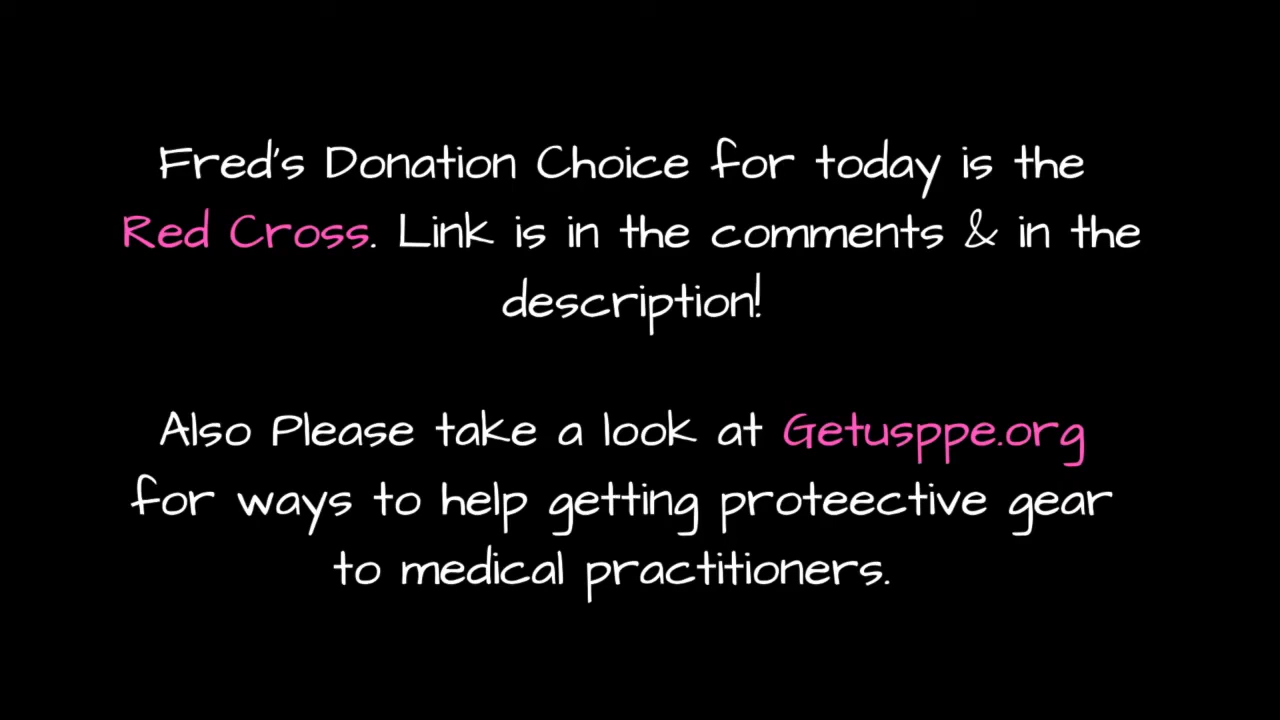 Fred's Donation Choice for today is the
Red Cross. Link is in the comments & in the
description!
Also Please take a look at Getusppe.org
for ways to help getting proteective gear
to medical practitioners.